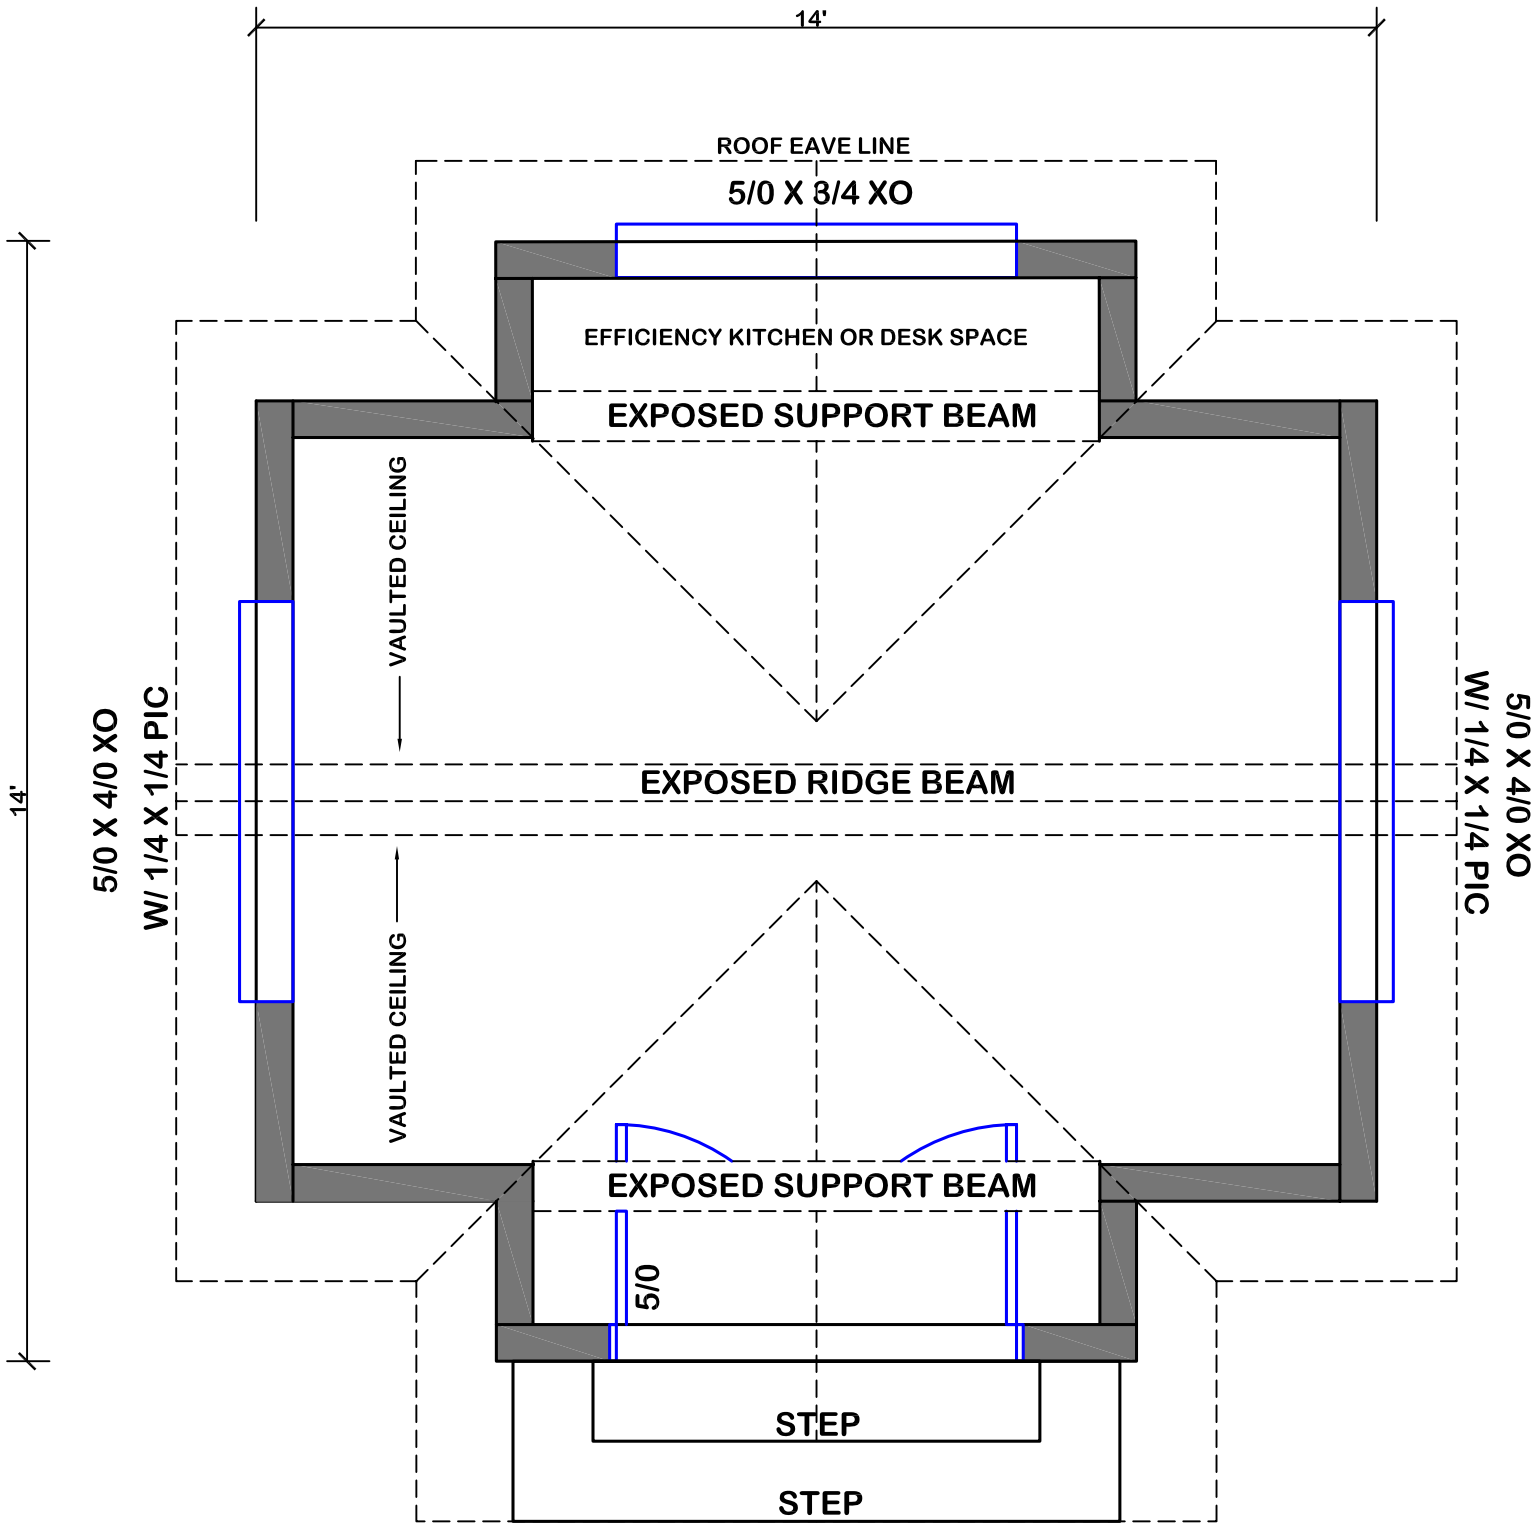 14'
ROOF EAVE LINE
5/0 X 3/4 XO
EFFICIENCY KITCHEN OR DESK SPACE
EXPOSED SUPPORT BEAM
VAULTED CEILING
14'
5/0 X 4/0 XO
W/ 1/4 X 1/4 PIC
EXPOSED RIDGE BEAM
5/0 X 4/0 XO
W/ 1/4 X 1/4 PIC
VAULTED CEILING
EXPOSED SUPPORT BEAM
5/0
STEP
STEP